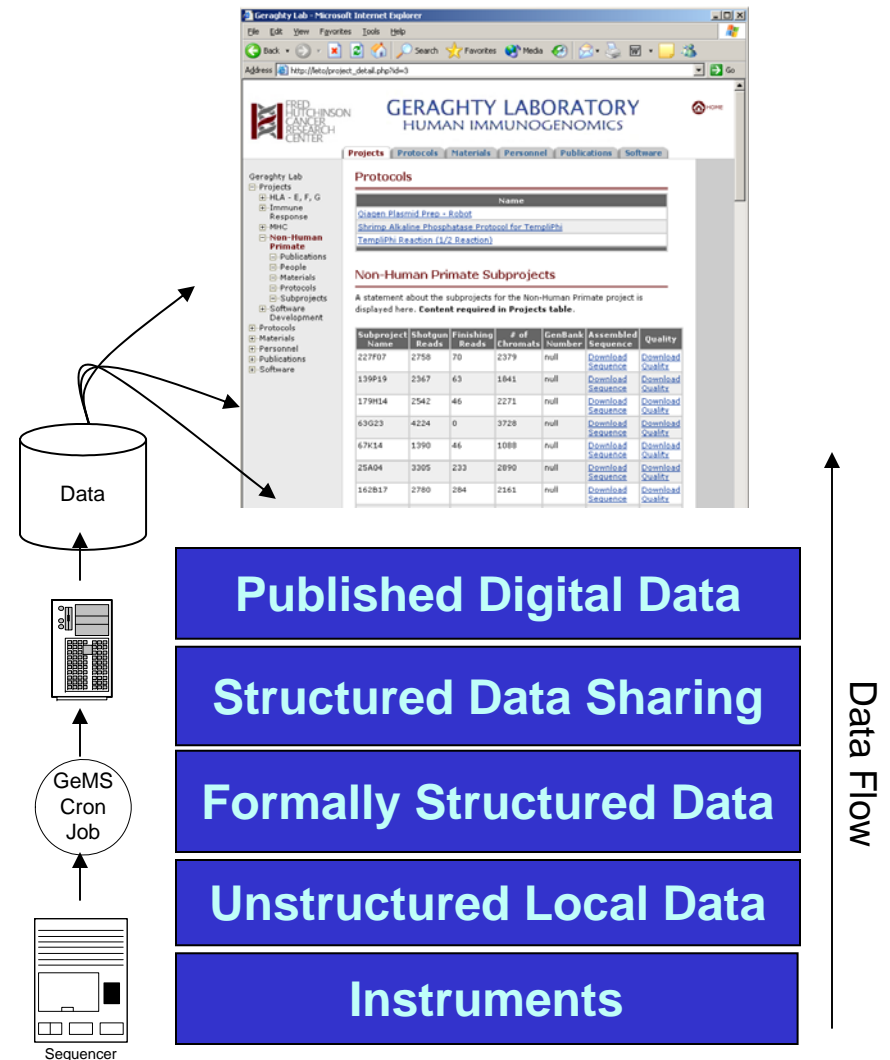 Geraghty Lab - Microsoft Internet Explorer
File Edit View Favorites Tools Help
Back Search Favorites Media
Address http://leto/project_detail.php?id=3 Go
FRED
HUTCHINSON
CANCER
RESEARCH
CENTER
GERAGHTY LABORATORY
HUMAN IMMUNOGENOMICS
HOME
Projects Protocols Materials Personnel Publications Software
Geraghty Lab
Projects
HLA - E, F, G
Immune
Response
MHC
Non-Human
Primate
Publications
People
Materials
Protocols
Subprojects
Software
Development
Protocols
Materials
Personnel
Publications
Software
Protocols
Name
Qiagen Plasmid Prep - Robot
Shrimp Alkaline Phosphatase Protocol for TempliPhi
TempliPhi Reaction (1/2 Reaction)
Non-Human Primate Subprojects
A statement about the subprojects for the Non-Human Primate project is
displayed here. Content required in Projects table.
Subproject Name Shotgun Reads Finishing Reads # of Chromats GenBank Number Assembled Sequence Quality
227F07 2758 70 2379 null Download Sequence Download Quality
139P19 2367 63 1841 null Download Sequence Download Quality
179H14 2542 46 2271 null Download Sequence Download Quality
63G23 4224 0 3728 null Download Sequence Download Quality
67K14 1390 46 1088 null Download Sequence Download Quality
25A04 3305 233 2890 null Download Sequence Download Quality
162B17 2780 284 2161 null Download Sequence Download Quality
Data
GeMS
Cron
Job
Sequencer
Published Digital Data
Structured Data Sharing
Formally Structured Data
Unstructured Local Data
Instruments
Data Flow